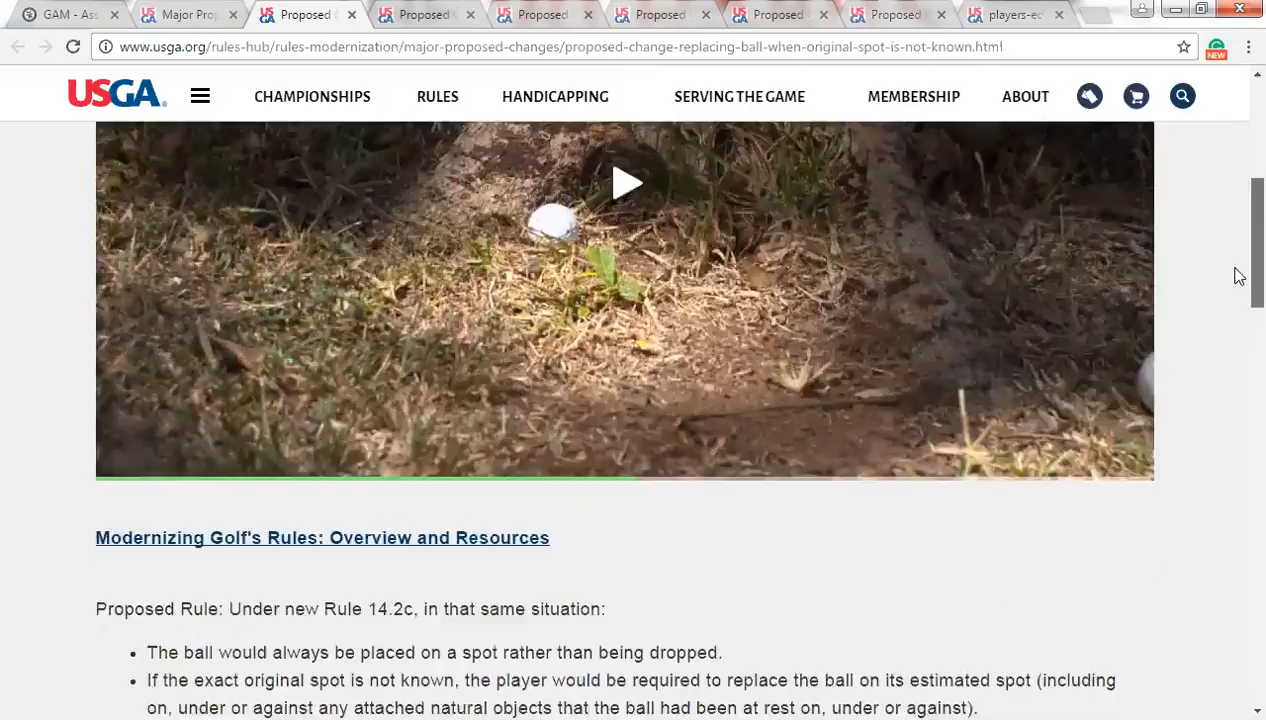 GAM - Ass
Major Pro
Proposed
Proposed
Proposed
Proposed
Proposed
Proposed
players-ed
www.usga.org/rules-hub/rules-modernization/major-proposed-changes/proposed-change-replacing-ball-when-original-spot-is-not-known.html
NEW
USGA
CHAMPIONSHIPS RULES HANDICAPPING SERVING THE GAME MEMBERSHIP ABOUT
Modernizing Golf's Rules: Overview and Resources
Proposed Rule: Under new Rule 14.2c, in that same situation:
• The ball would always be placed on a spot rather than being dropped.
• If the exact original spot is not known, the player would be required to replace the ball on its estimated spot (including
on, under or against any attached natural objects that the ball had been at rest on, under or against).